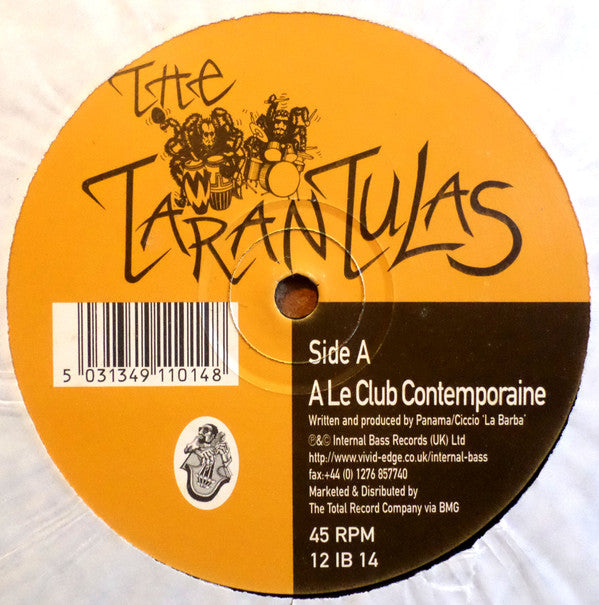 THE
TARANTULAS
5 031349 110148
Side A
A Le Club Contemporaine
Written and produced by Panama/Ciccio 'La Barba'
℗&© Internal Bass Records (UK) Ltd
http://www.vivid-edge.co.uk/internal-bass
fax:+44 (0) 1276 857740
Marketed & Disributed by
The Total Record Company via BMG
45 RPM
12 IB 14